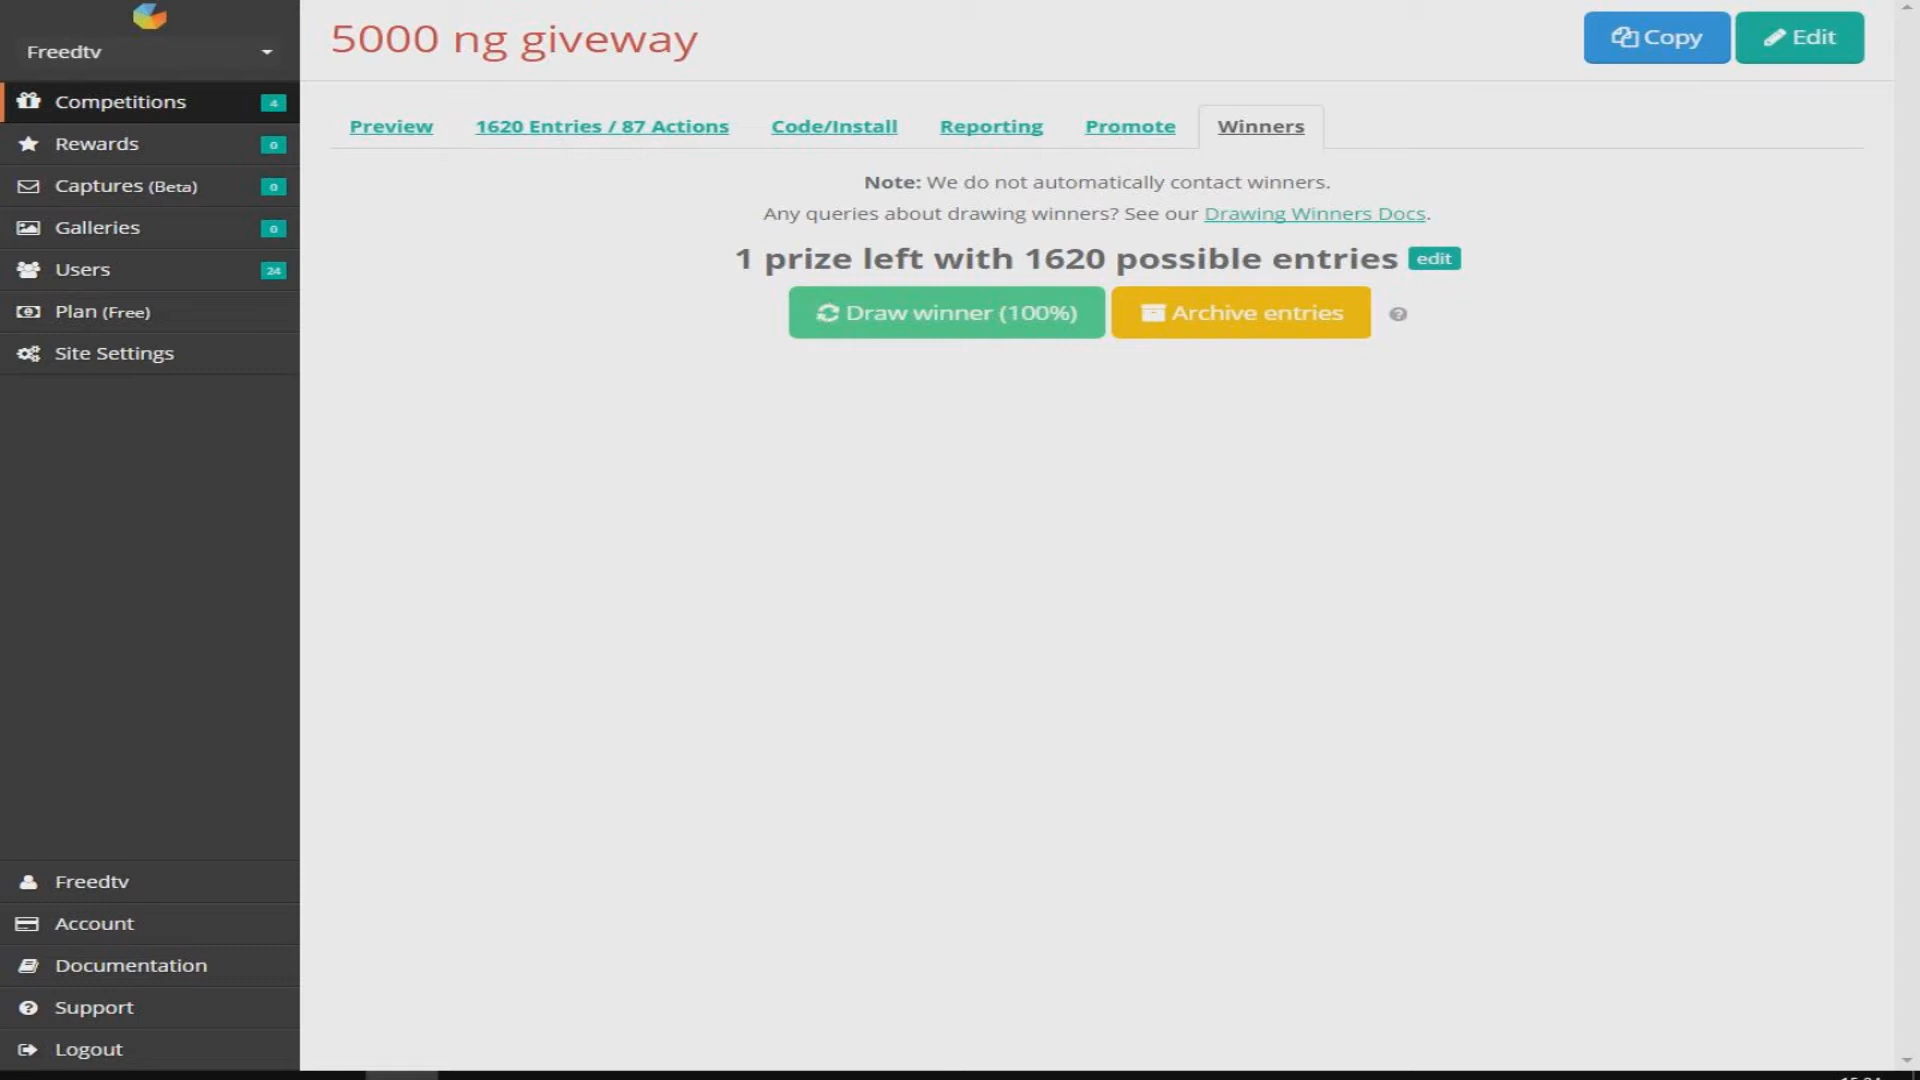 Freedtv
Competitions 4
Rewards 0
Captures (Beta) 0
Galleries 0
Users 24
Plan (Free)
Site Settings
Freedtv
Account
Documentation
Support
Logout
5000 ng giveway
Copy Edit
Preview 1620 Entries / 87 Actions Code/Install Reporting Promote Winners
Note: We do not automatically contact winners.
Any queries about drawing winners? See our Drawing Winners Docs.
1 prize left with 1620 possible entries edit
Draw winner (100%) Archive entries